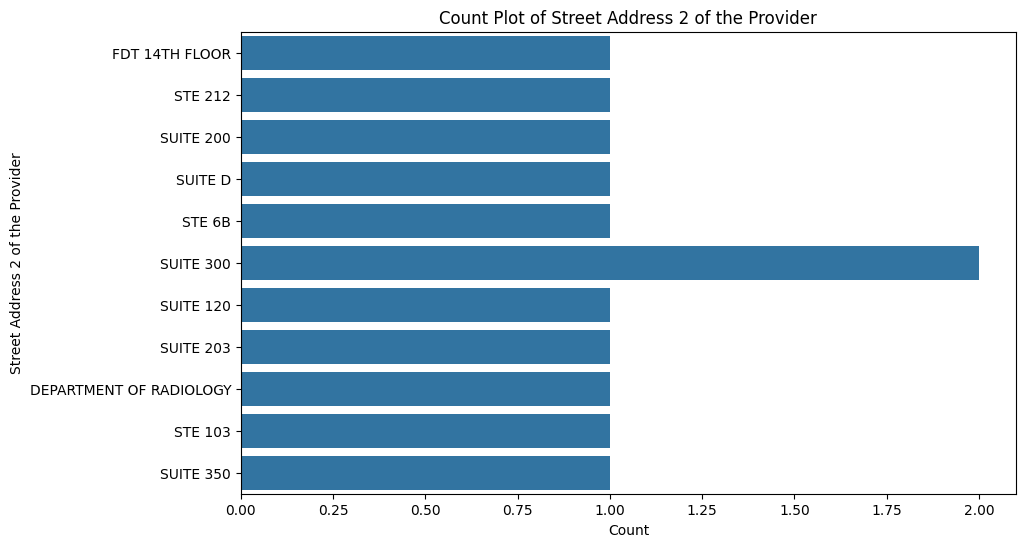 Count Plot of Street Address 2 of the Provider
Street Address 2 of the Provider
FDT 14TH FLOOR
STE 212
SUITE 200
SUITE D
STE 6B
SUITE 300
SUITE 120
SUITE 203
DEPARTMENT OF RADIOLOGY
STE 103
SUITE 350
0.00 0.25 0.50 0.75 1.00 1.25 1.50 1.75 2.00
Count